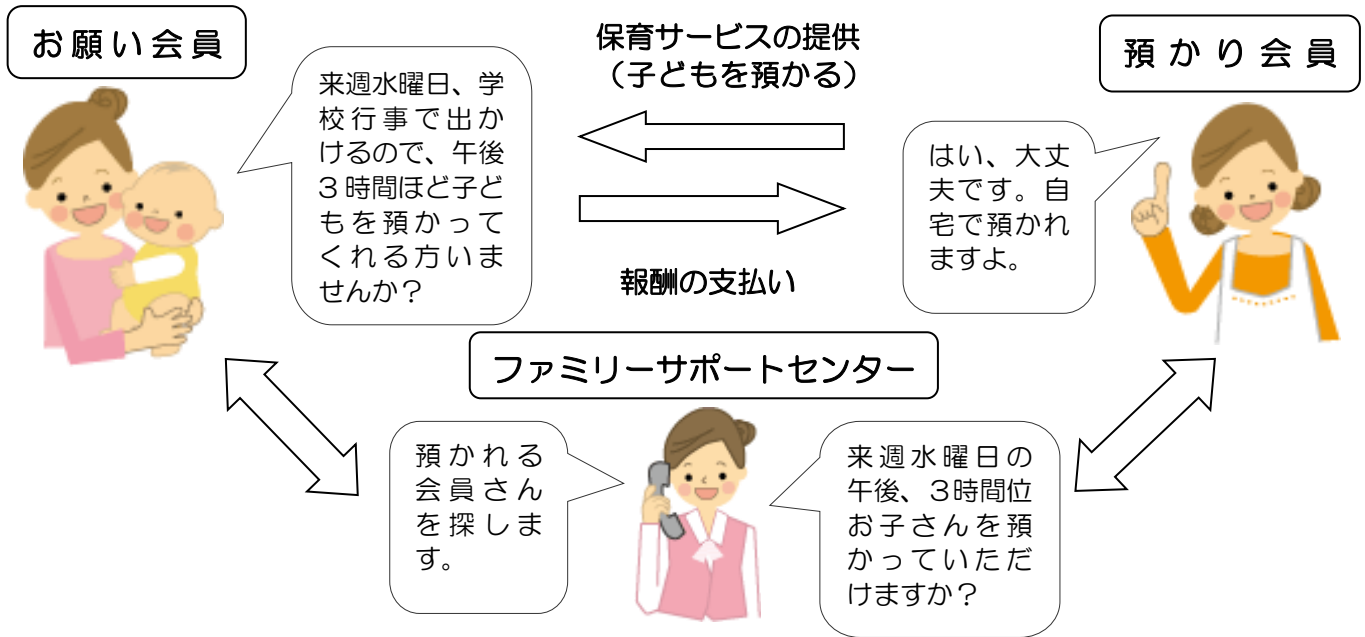 お願い会員
来週水曜日、学
校行事で出か
けるので、午後
3時間ほど子ど
もを預かって
くれる方いま
せんか？
保育サービスの提供
（子どもを預かる）
報酬の支払い
預かり会員
はい、大丈
夫です。自
宅で預かれ
ますよ。
ファミリーサポートセンター
預かれる
会員さん
を探しま
す。
来週水曜日の
午後、３時間位
お子さんを預
かっていただ
けますか？